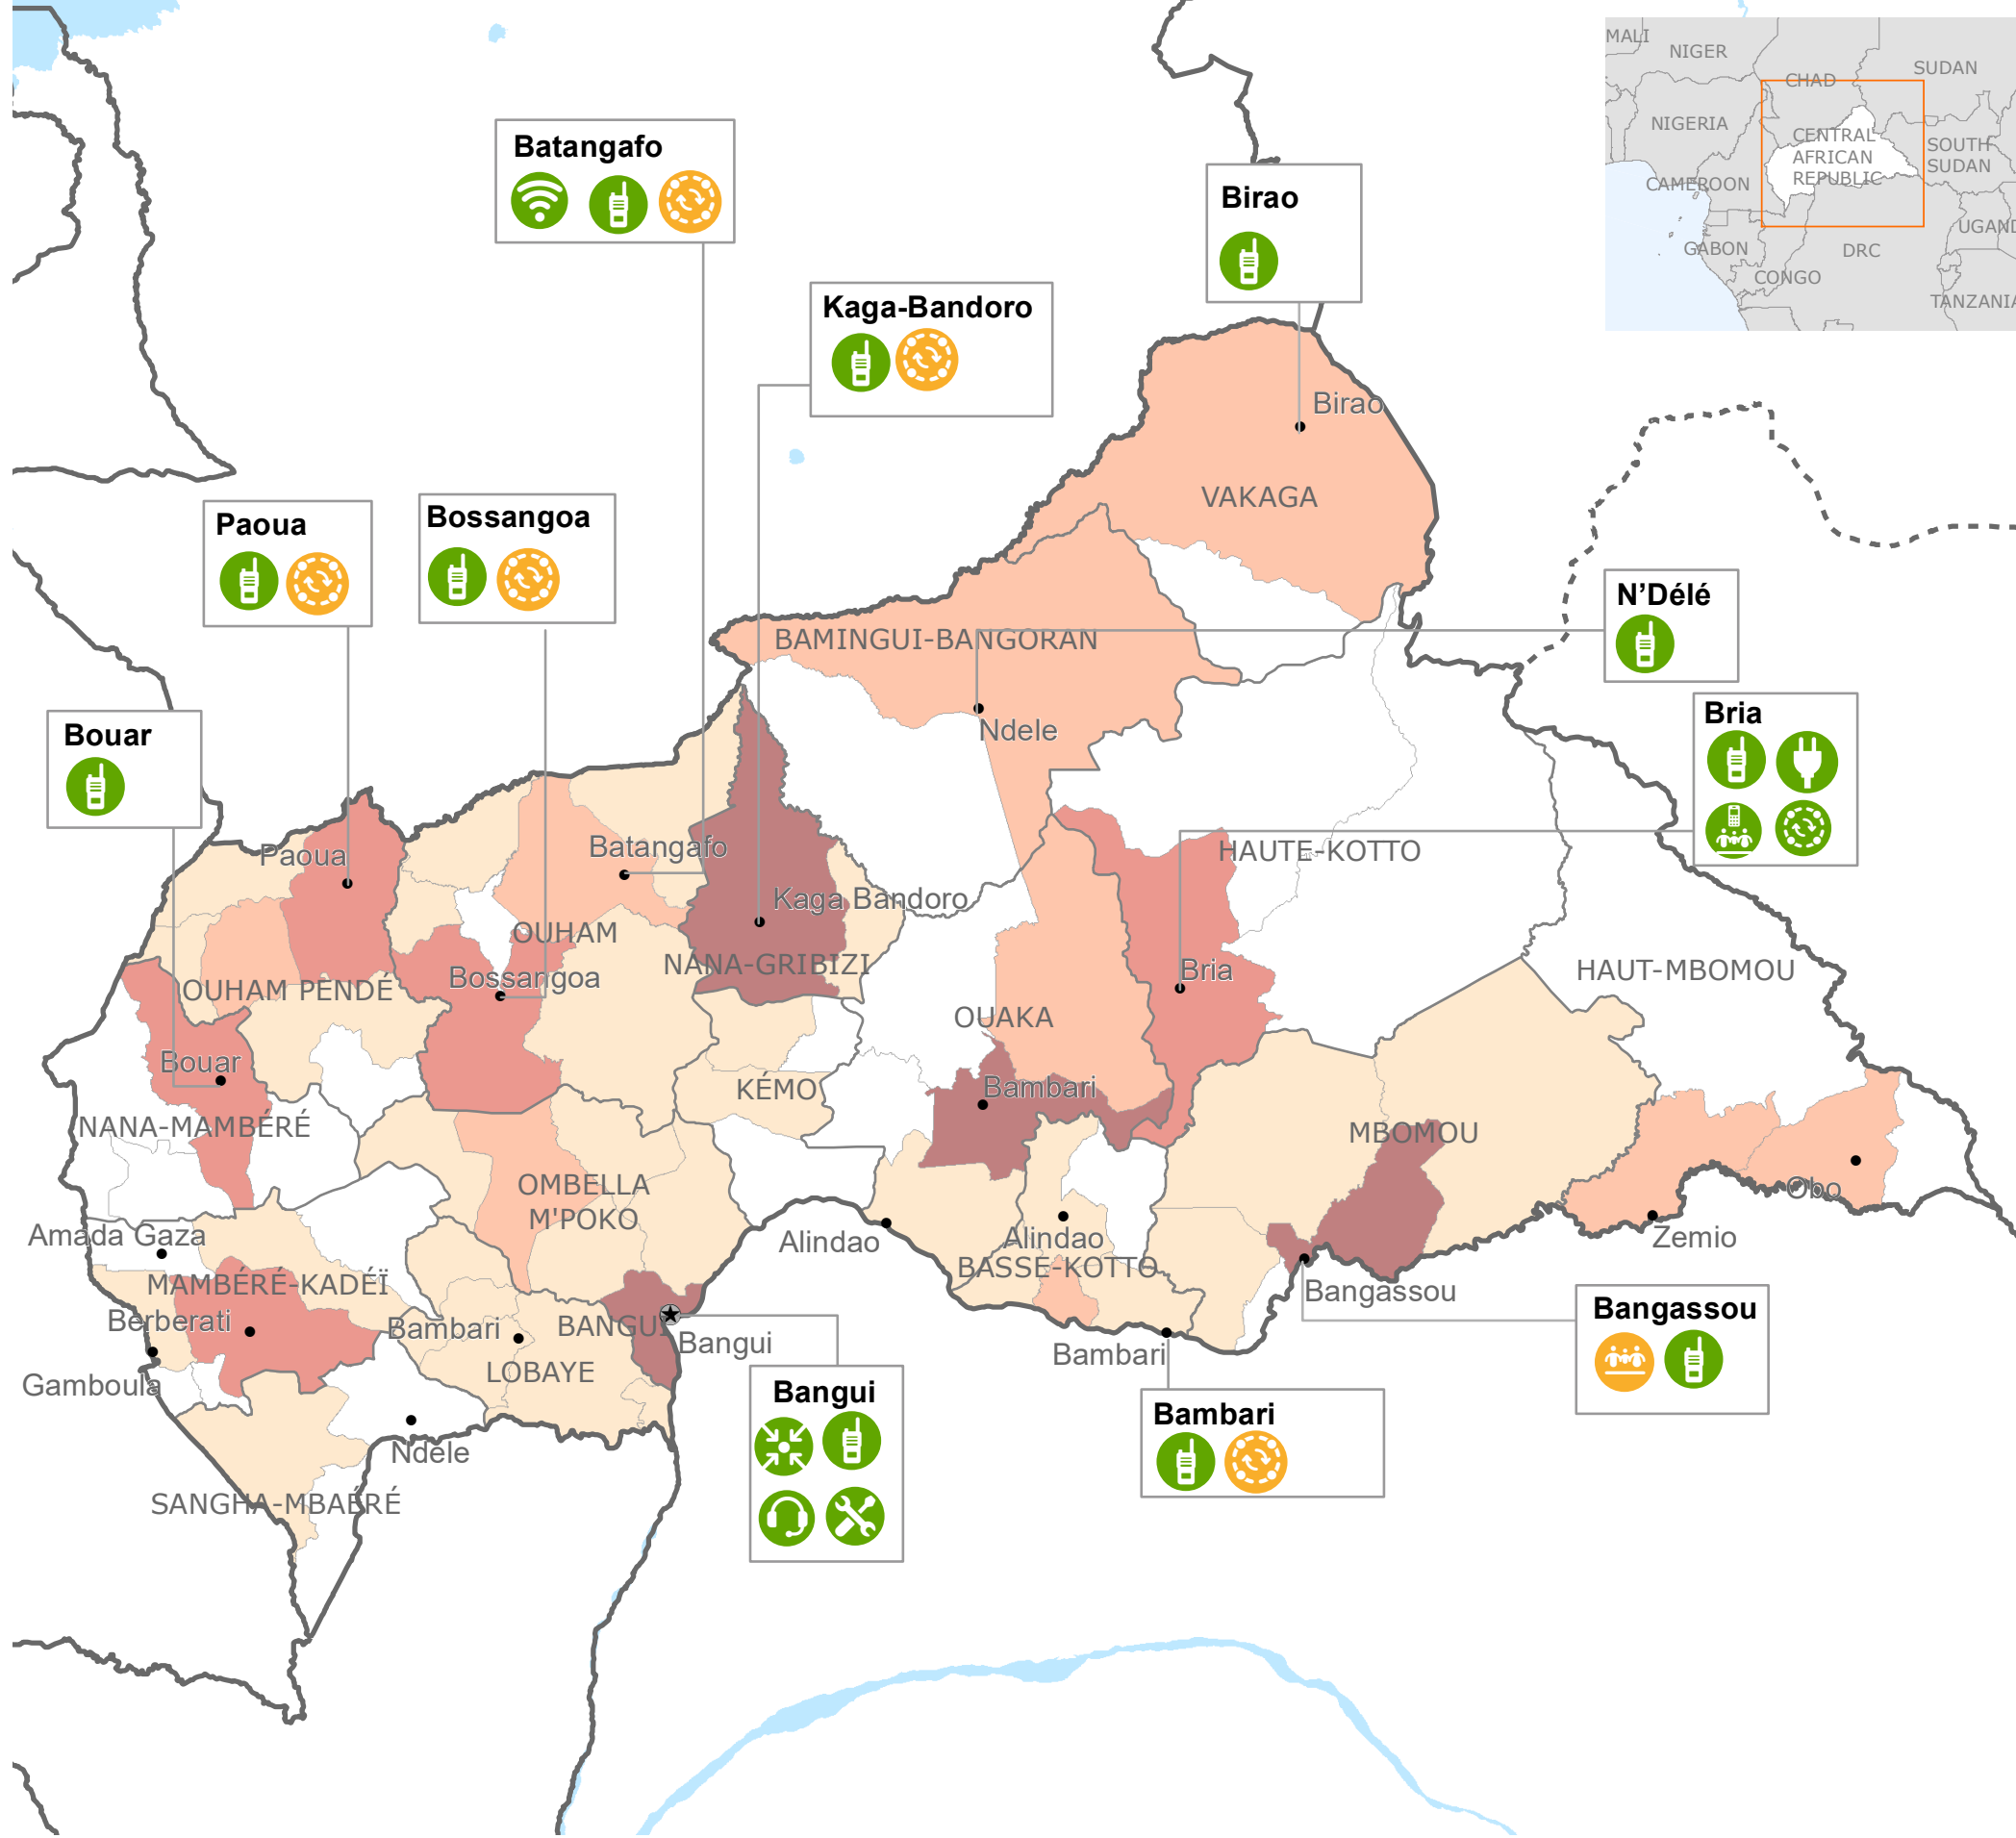 MALI
NIGER
CHAD
SUDAN
NIGERIA
CENTRAL
AFRICAN
REPUBLIC
SOUTH
SUDAN
CAMEROON
UGAND
GABON
DRC
CONGO
TANZANIA
Batangafo
Birao
Kaga-Bandoro
Birao
VAKAGA
Paoua
Bossangoa
N’Délé
BAMINGUI-BANGORAN
Bria
Ndele
Bouar
Paoua
Batangafo
HAUTE-KOTTO
Kaga Bandoro
OUHAM
NANA-GRIBIZI
Bossangoa
Bria
HAUT-MBOMOU
OUHAM PENDÉ
OUAKA
Bouar
Bambari
KÉMO
NANA-MAMBÉRÉ
MBOMOU
OMBELLA
M'POKO
Obo
Amada Gaza
Alindao
Alindao
Zemio
BASSE-KOTTO
MAMBÉRÉ-KADÉÏ
Bangassou
Bangassou
Berberati
Bambari
BANGUI
Bangui
Bambari
LOBAYE
Gamboula
Bangui
Bambari
Ndele
SANGHA-MBAÉRÉ